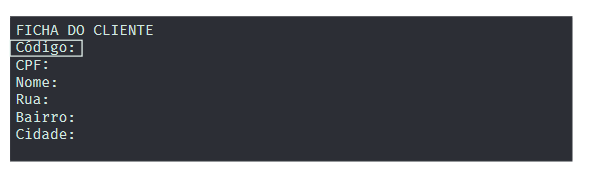 FICHA DO CLIENTE
Código:
CPF:
Nome:
Rua:
Bairro:
Cidade: